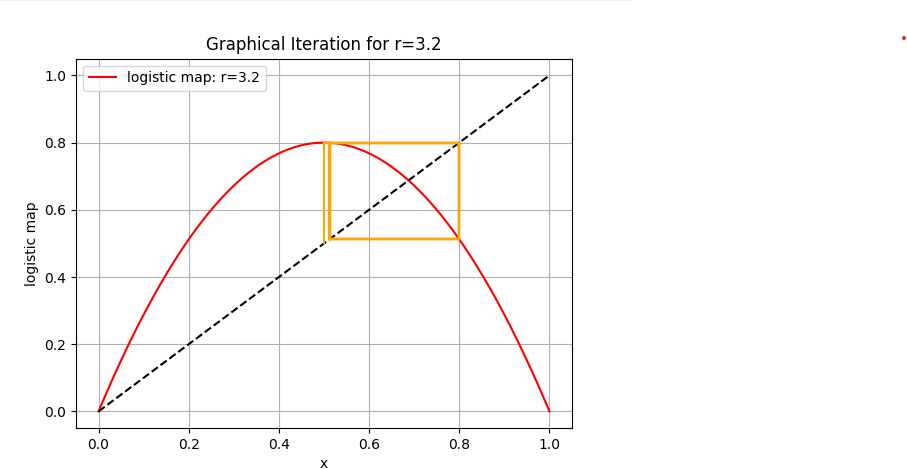 Graphical Iteration for r=3.2
logistic map: r=3.2
1.0
0.8
0.6
0.4
0.2
0.0
logistic map
0.0 0.2 0.4 0.6 0.8 1.0
x